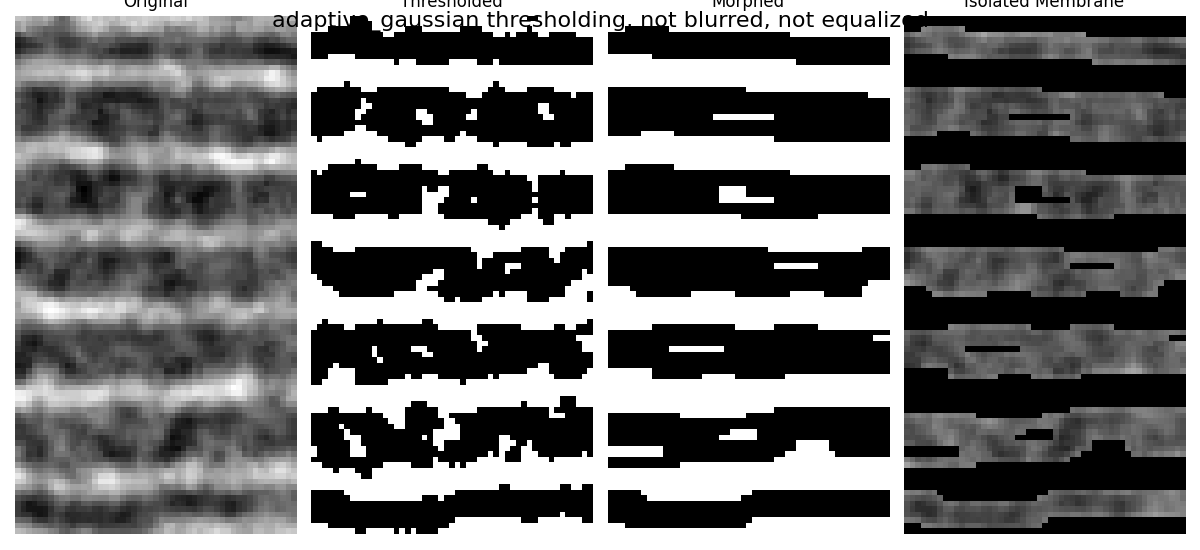 Original Thresholded Morphed Isolated Membrane
adaptive, gaussian thresholding, not blurred, not equalized